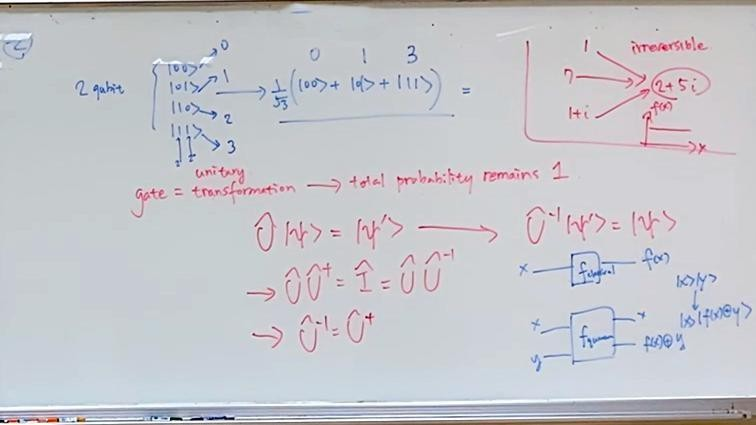 2 qubit
|00> → 0
|01> → 1
|10> → 2
|11> → 3
0 1 3
1/√3 (|00> + |01> + |11>) =
1 irreversible
7 → 2+5i
1+i
f(x)
x
unitary
gate = transformation → total probability remains 1
Û|ψ> = |ψ'> → Û⁻¹|ψ'> = |ψ>
→ ÛÛ⁺ = Î = ÛÛ⁻¹
→ Û⁻¹ = Û⁺
x f(x)
x x
y f(x)⊕y
|x>|y>
↓
|x>|f(x)⊕y>